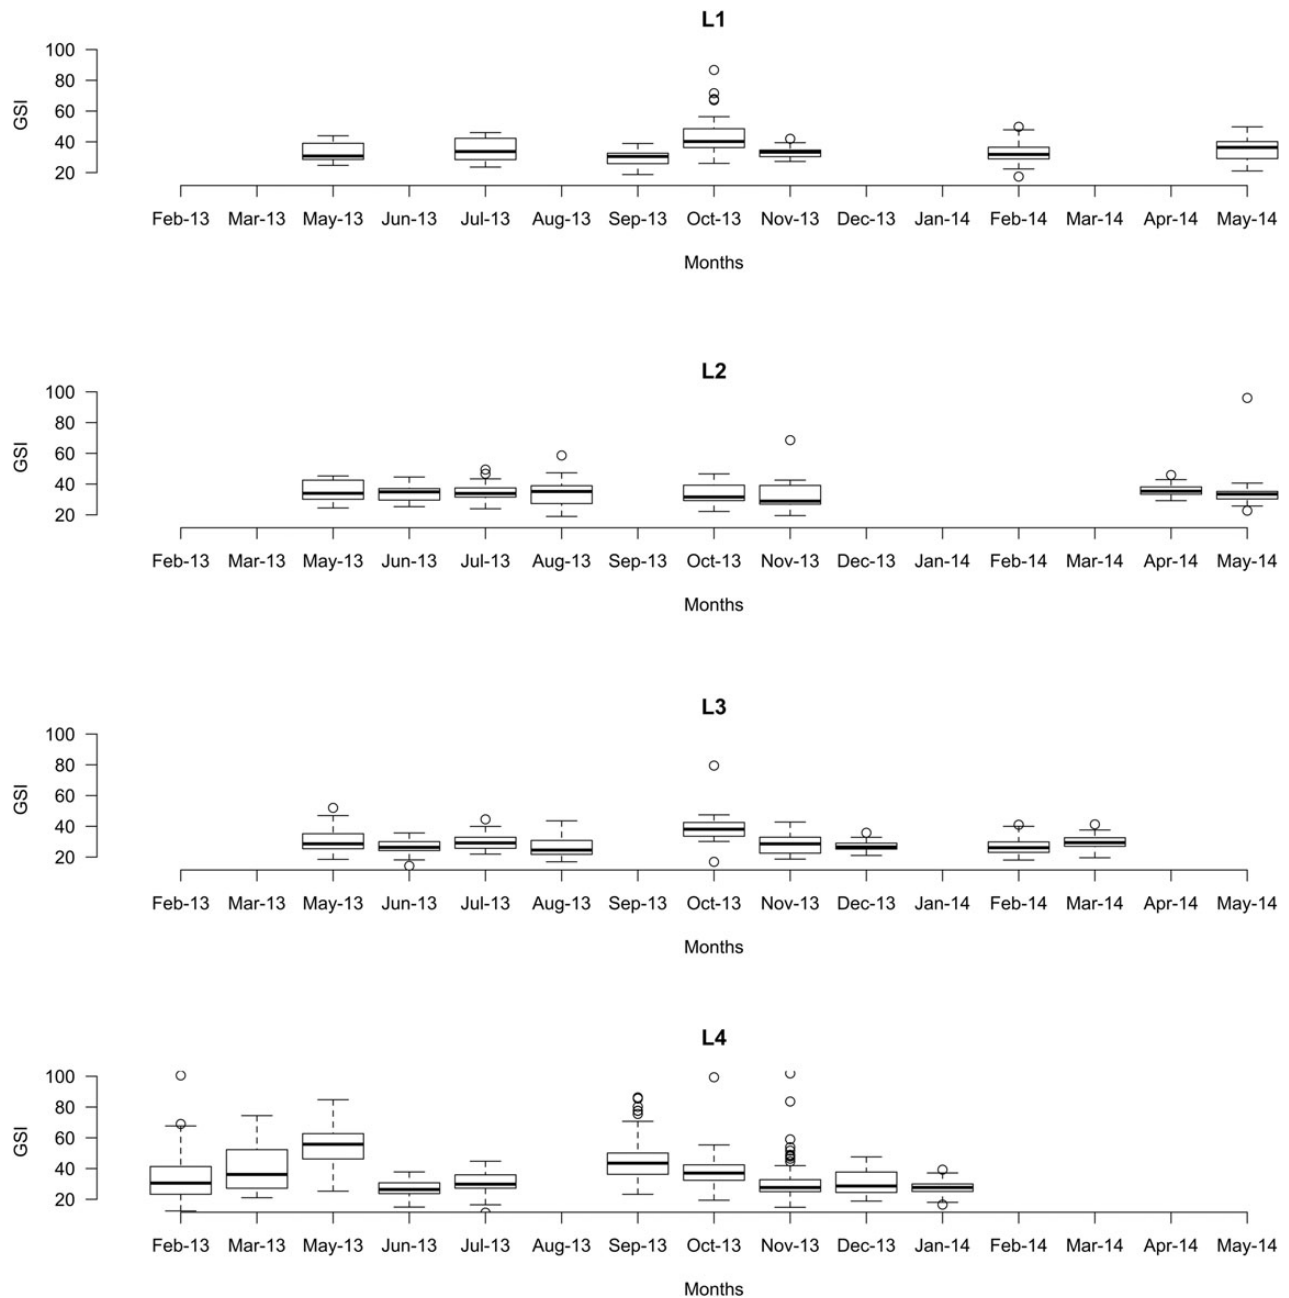 L1
100
80
60
40
20
GSI
Feb-13 Mar-13 May-13 Jun-13 Jul-13 Aug-13 Sep-13 Oct-13 Nov-13 Dec-13 Jan-14 Feb-14 Mar-14 Apr-14 May-14
Months
L2
100
80
60
40
20
GSI
Feb-13 Mar-13 May-13 Jun-13 Jul-13 Aug-13 Sep-13 Oct-13 Nov-13 Dec-13 Jan-14 Feb-14 Mar-14 Apr-14 May-14
Months
L3
100
80
60
40
20
GSI
Feb-13 Mar-13 May-13 Jun-13 Jul-13 Aug-13 Sep-13 Oct-13 Nov-13 Dec-13 Jan-14 Feb-14 Mar-14 Apr-14 May-14
Months
L4
100
80
60
40
20
GSI
Feb-13 Mar-13 May-13 Jun-13 Jul-13 Aug-13 Sep-13 Oct-13 Nov-13 Dec-13 Jan-14 Feb-14 Mar-14 Apr-14 May-14
Months